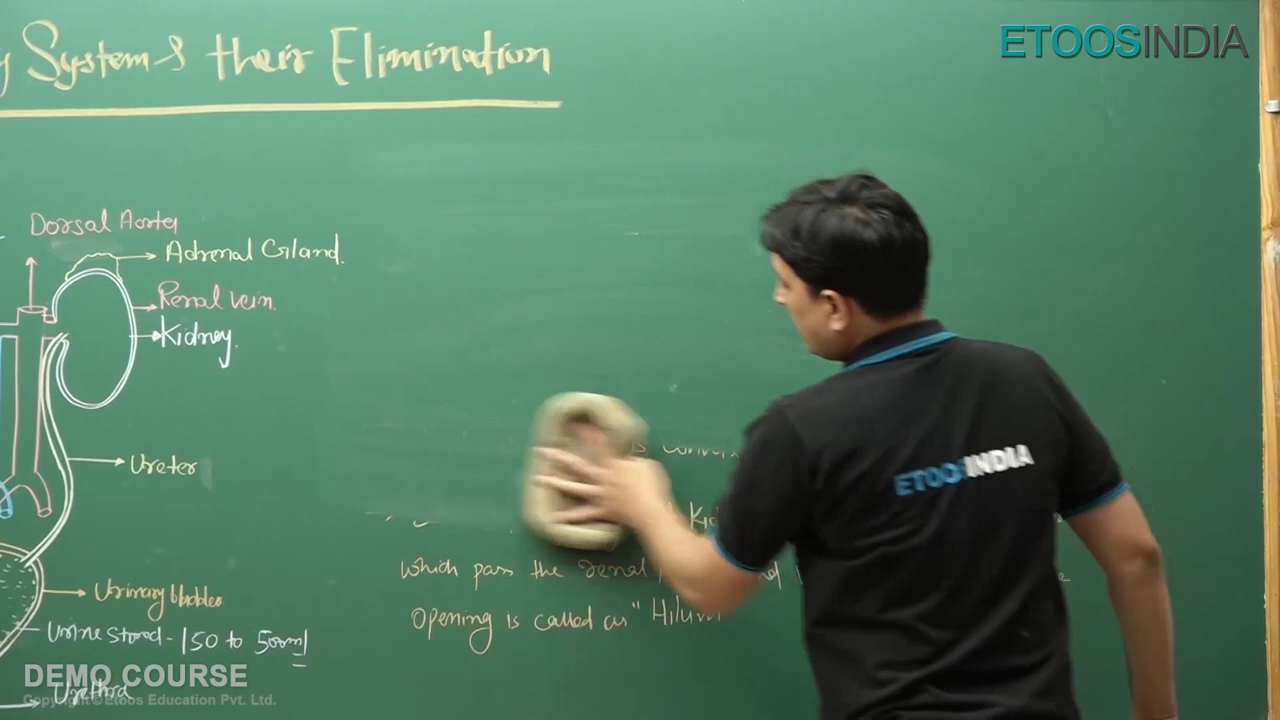 ETOOSINDIA
System & their Elimination
Dorsal Aorta
Adrenal Gland.
Renal vein.
Kidney.
ETOOSINDIA
is
Ureter
which pass the renal
Opening is called as "Hilum
Urinary bladder
Urine stored - 150 to 500ml
DEMO COURSE
Urethra
Copyright © Etoos Education Pvt. Ltd.